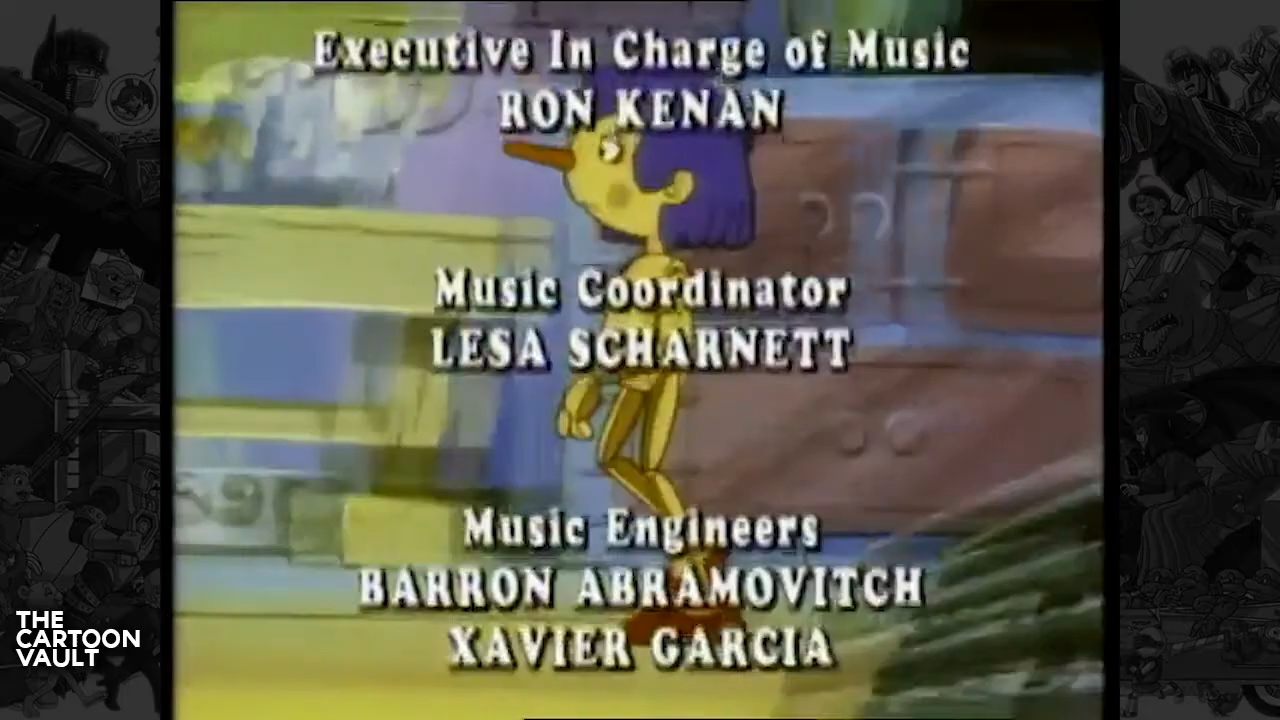 Executive In Charge of Music
RON KENAN
Music Coordinator
LESA SCHARNETT
Music Engineers
BARRON ABRAMOVITCH
XAVIER GARCIA
THE
CARTOON
VAULT